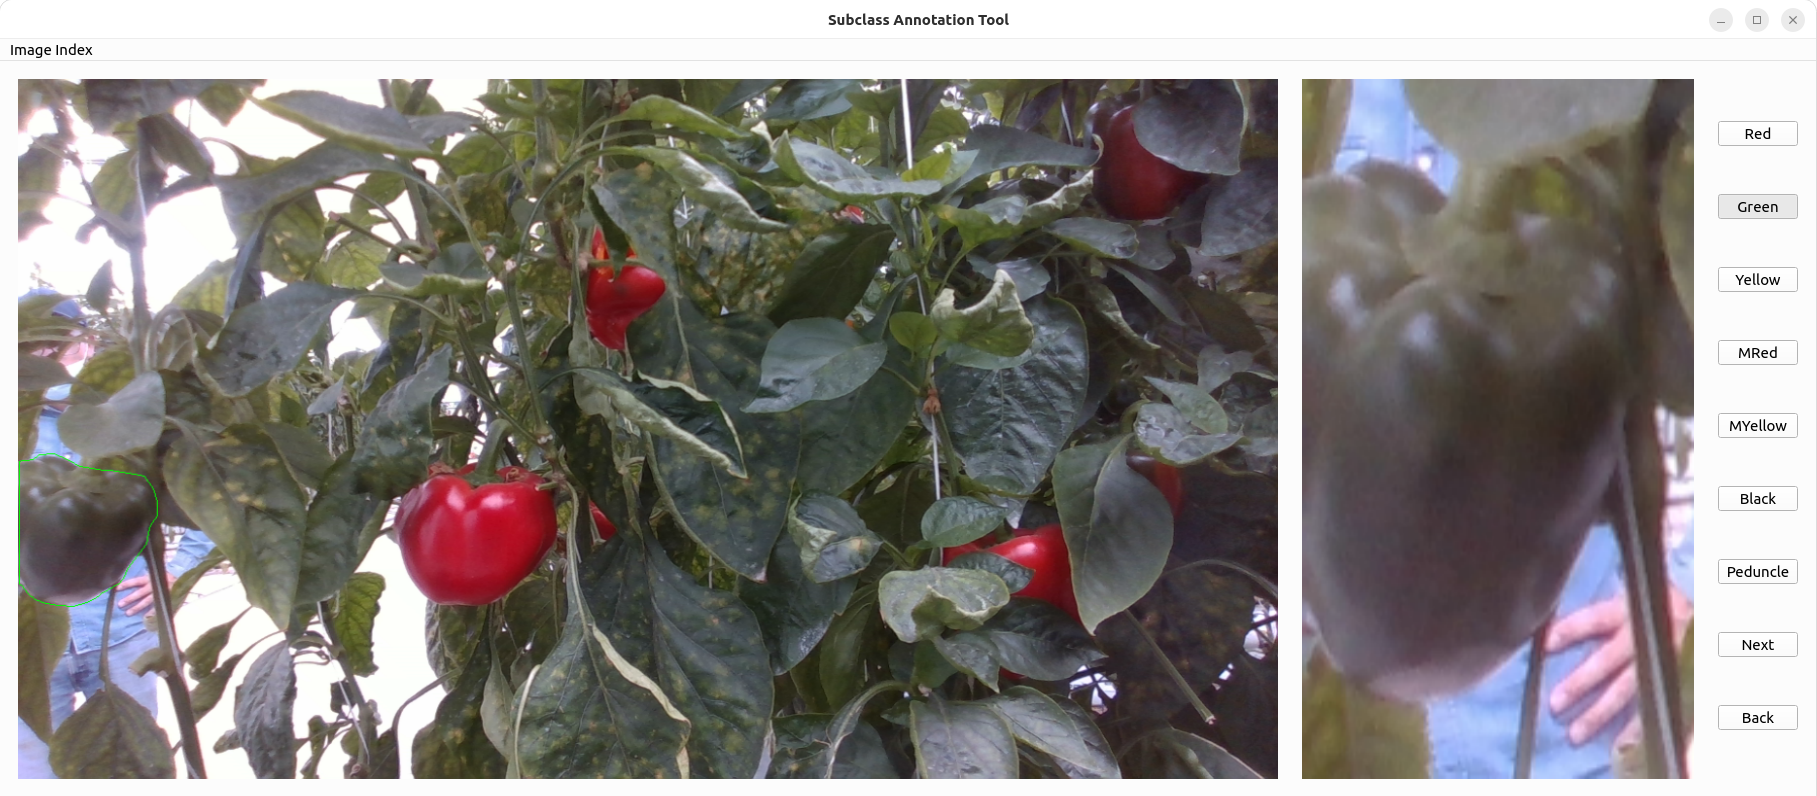 Subclass Annotation Tool
Image Index
Red
Green
Yellow
MRed
MYellow
Black
Peduncle
Next
Back